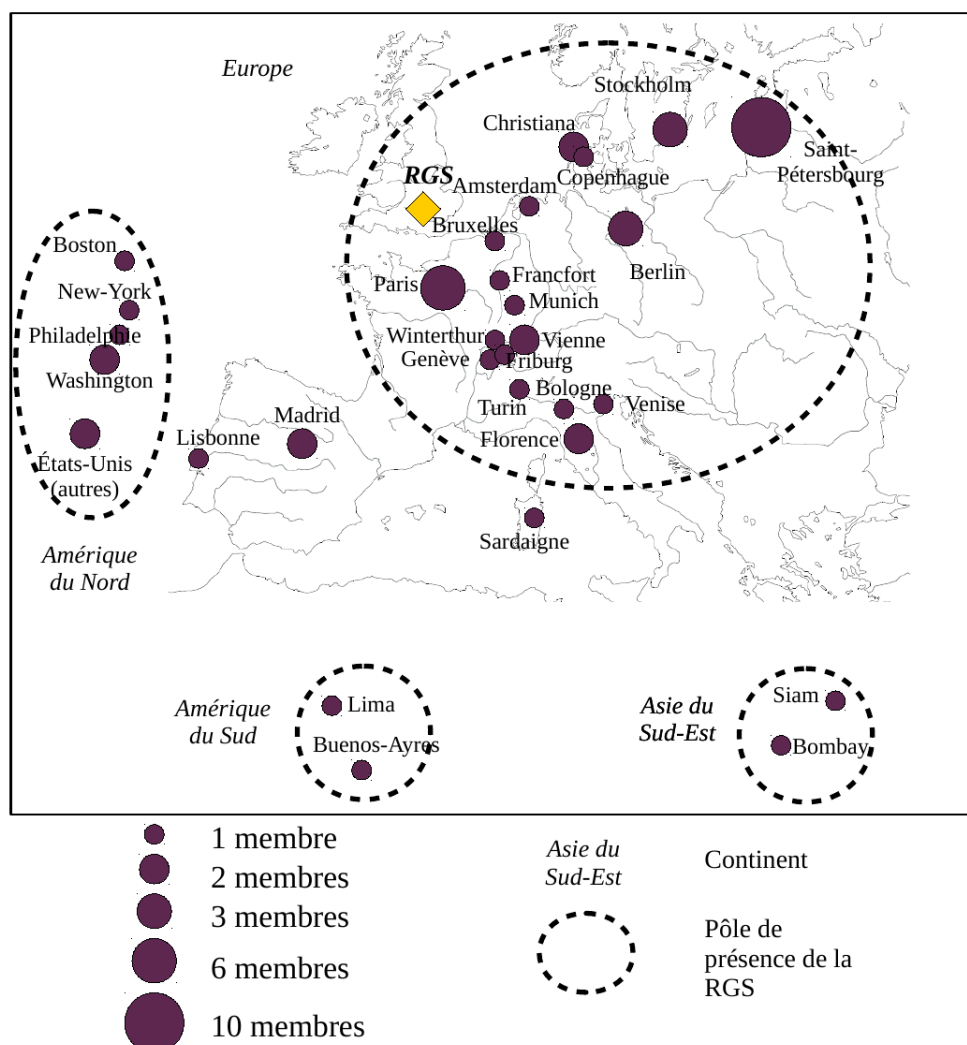 Europe
Stockholm
Christiana
Saint-
Pétersbourg
Copenhague
RGS
Amsterdam
Bruxelles
Berlin
Boston
Paris
Francfort
New-York
Munich
Philadelphie
Winterthur
Vienne
Genève
Friburg
Washington
Bologne
Turin
Venise
Madrid
Lisbonne
Florence
États-Unis
(autres)
Sardaigne
Amérique
du Nord
Amérique
du Sud
Lima
Buenos-Ayres
Asie du
Sud-Est
Siam
Bombay
1 membre
2 membres
3 membres
6 membres
10 membres
Asie du
Sud-Est
Continent
Pôle de
présence de la
RGS